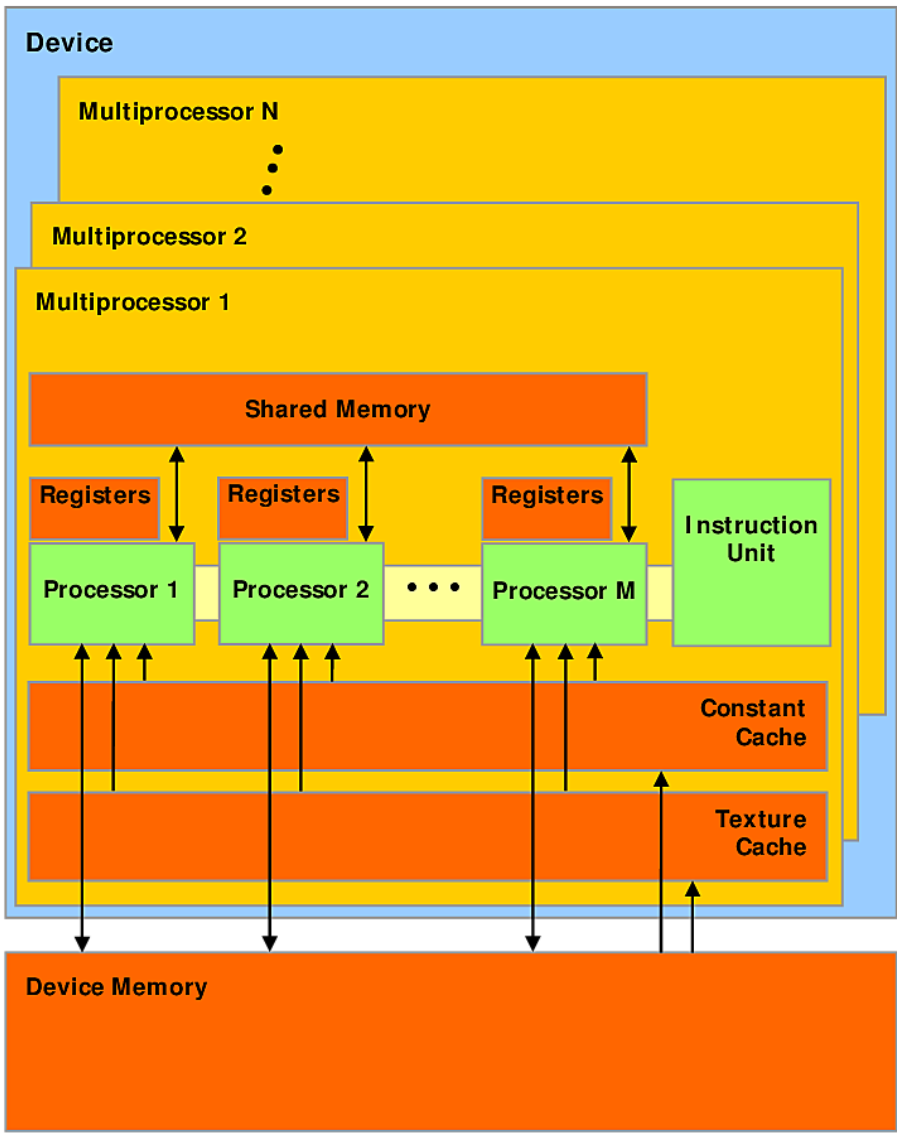 Device
Multiprocessor N
Multiprocessor 2
Multiprocessor 1
Shared Memory
Registers
Registers
Registers
Instruction
Unit
Processor 1
Processor 2
Processor M
Constant
Cache
Texture
Cache
Device Memory